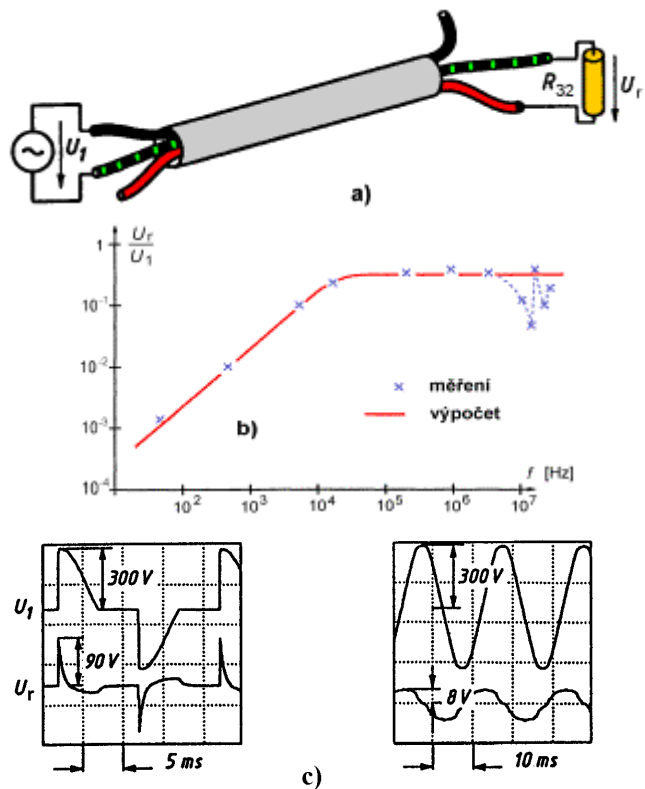 U₁
R₃₂
Uᵣ
a)
Uᵣ
U₁
1
10⁻¹
10⁻²
10⁻³
10⁻⁴
měření
výpočet
b)
f [Hz]
10²
10³
10⁴
10⁵
10⁶
10⁷
300 V
U₁
90 V
Uᵣ
5 ms
300 V
8 V
10 ms
c)